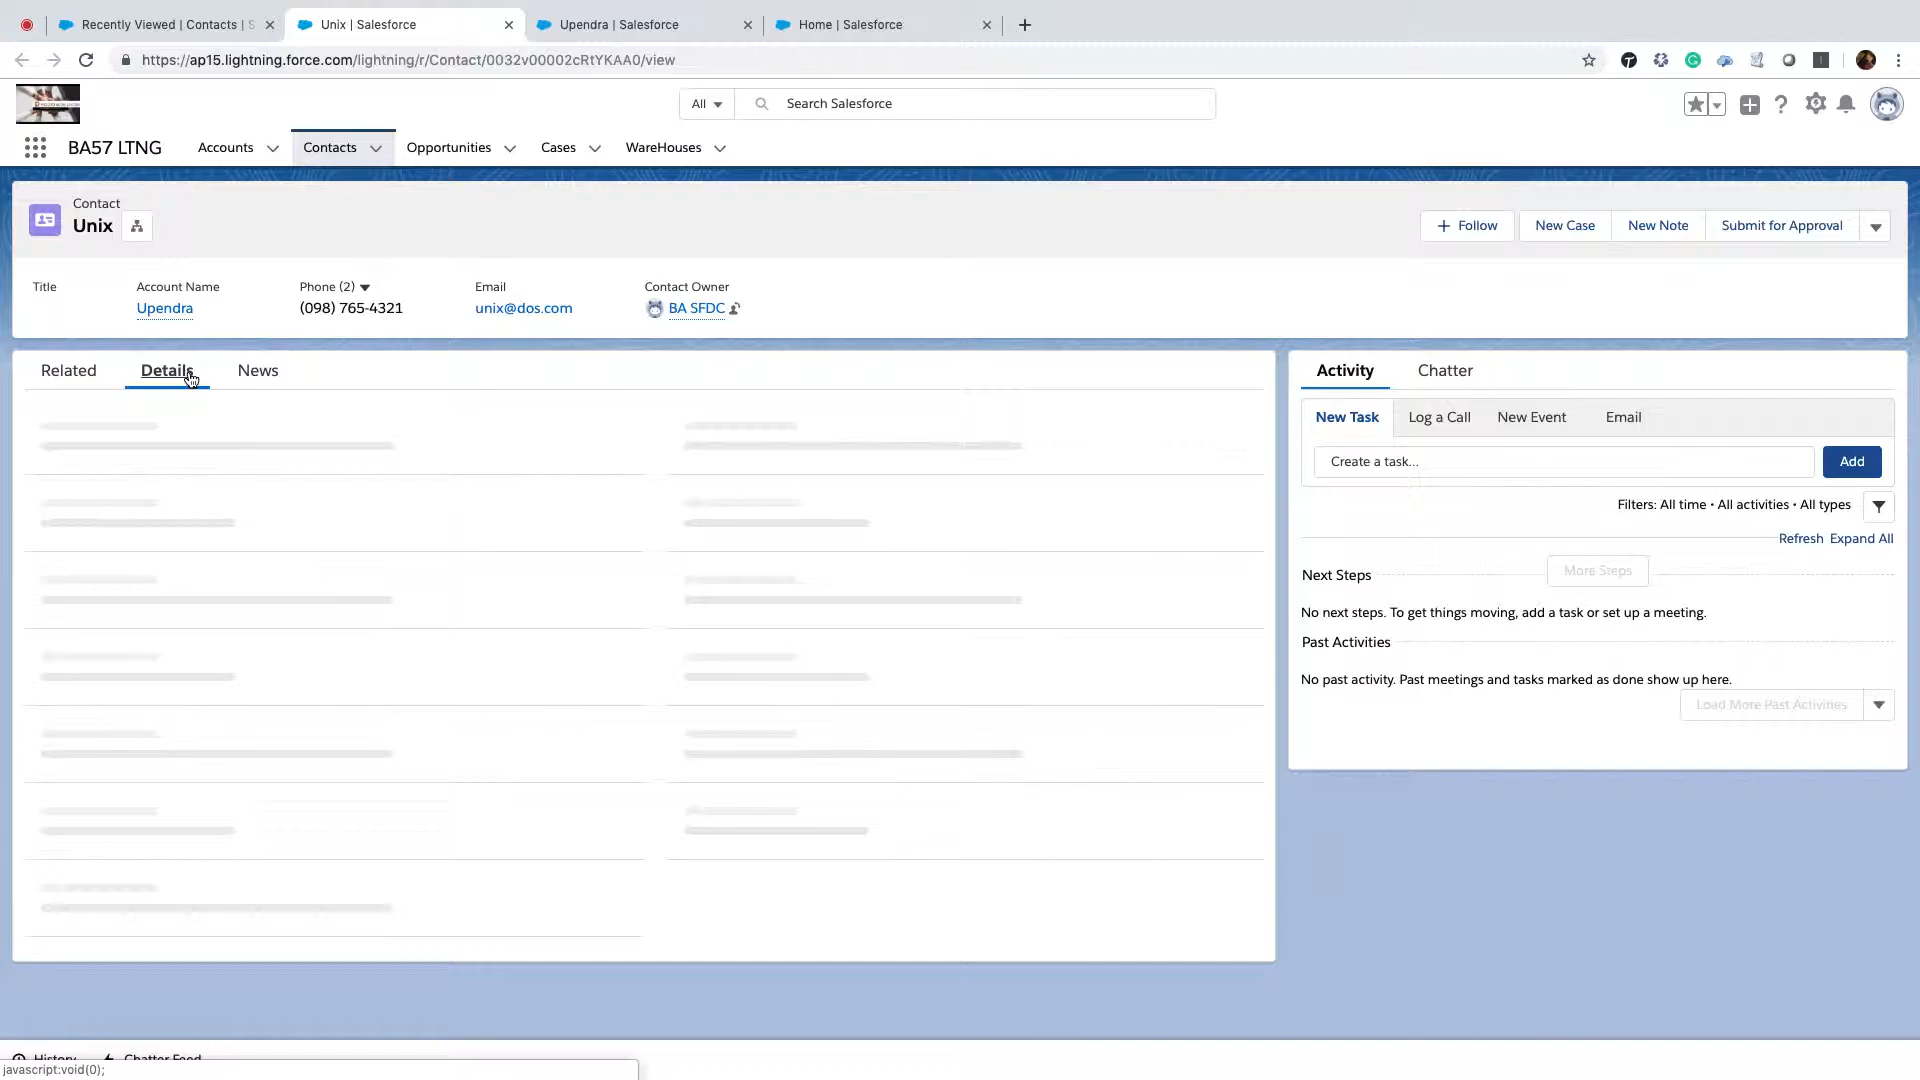 Recently Viewed | Contacts | S
Unix | Salesforce
Upendra | Salesforce
Home | Salesforce
https://ap15.lightning.force.com/lightning/r/Contact/0032v00002cRtYKAA0/view
All
Search Salesforce
BA57 LTNG
Accounts
Contacts
Opportunities
Cases
WareHouses
Contact
Unix
Follow
New Case
New Note
Submit for Approval
Title
Account Name
Upendra
Phone (2)
(098) 765-4321
Email
unix@dos.com
Contact Owner
BA SFDC
Related
Details
News
Activity
Chatter
New Task
Log a Call
New Event
Email
Create a task...
Add
Filters: All time • All activities • All types
Refresh
Expand All
Next Steps
More Steps
No next steps. To get things moving, add a task or set up a meeting.
Past Activities
No past activity. Past meetings and tasks marked as done show up here.
Load More Past Activities
History
Chatter Feed
javascript:void(0);